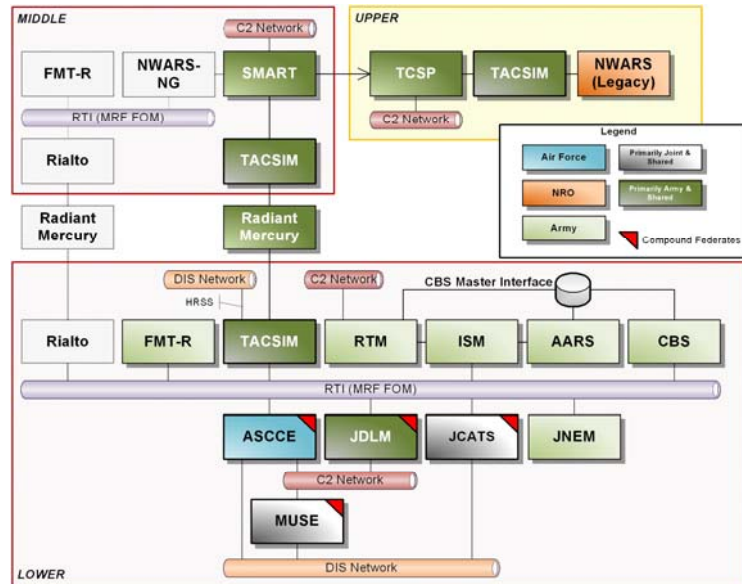 MIDDLE
C2 Network
FMT-R
NWARS-
NG
SMART
RTI (MRF FOM)
Rialto
TACSIM
UPPER
TCSP
TACSIM
NWARS
(Legacy)
C2 Network
Legend
Air Force
Primarily Joint &
Shared
NRO
Primarily Army &
Shared
Army
Compound Federates
Radiant
Mercury
Radiant
Mercury
DIS Network
C2 Network
CBS Master Interface
HRSS
Rialto
FMT-R
TACSIM
RTM
ISM
AARS
CBS
RTI (MRF FOM)
ASCCE
JDLM
JCATS
JNEM
C2 Network
MUSE
DIS Network
LOWER